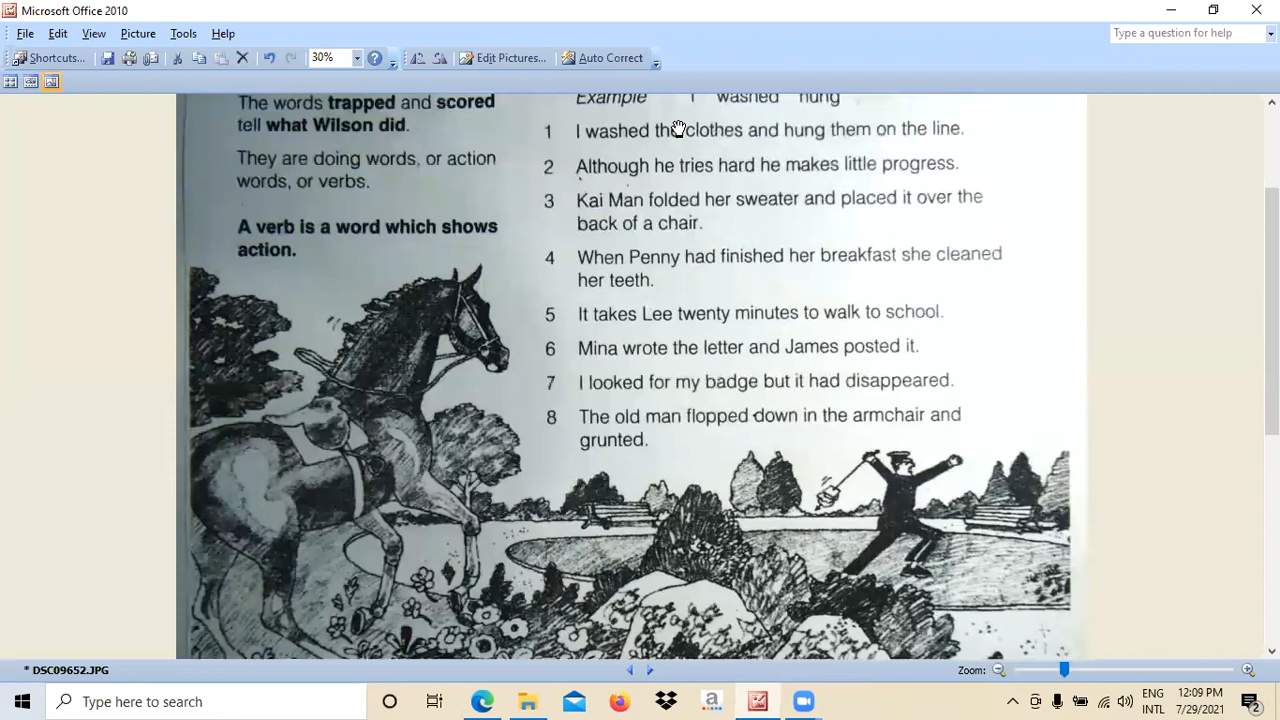 Microsoft Office 2010
File Edit View Picture Tools Help
Type a question for help
Shortcuts... 30% Edit Pictures... Auto Correct
The words trapped and scored
tell what Wilson did.
They are doing words, or action
words, or verbs.
A verb is a word which shows
action.
Example 1 washed hung
1 I washed the clothes and hung them on the line.
2 Although he tries hard he makes little progress.
3 Kai Man folded her sweater and placed it over the
back of a chair.
4 When Penny had finished her breakfast she cleaned
her teeth.
5 It takes Lee twenty minutes to walk to school.
6 Mina wrote the letter and James posted it.
7 I looked for my badge but it had disappeared.
8 The old man flopped down in the armchair and
grunted.
* DSC09652.JPG
Zoom:
Type here to search
a
ENG
INTL
12:09 PM
7/29/2021
2